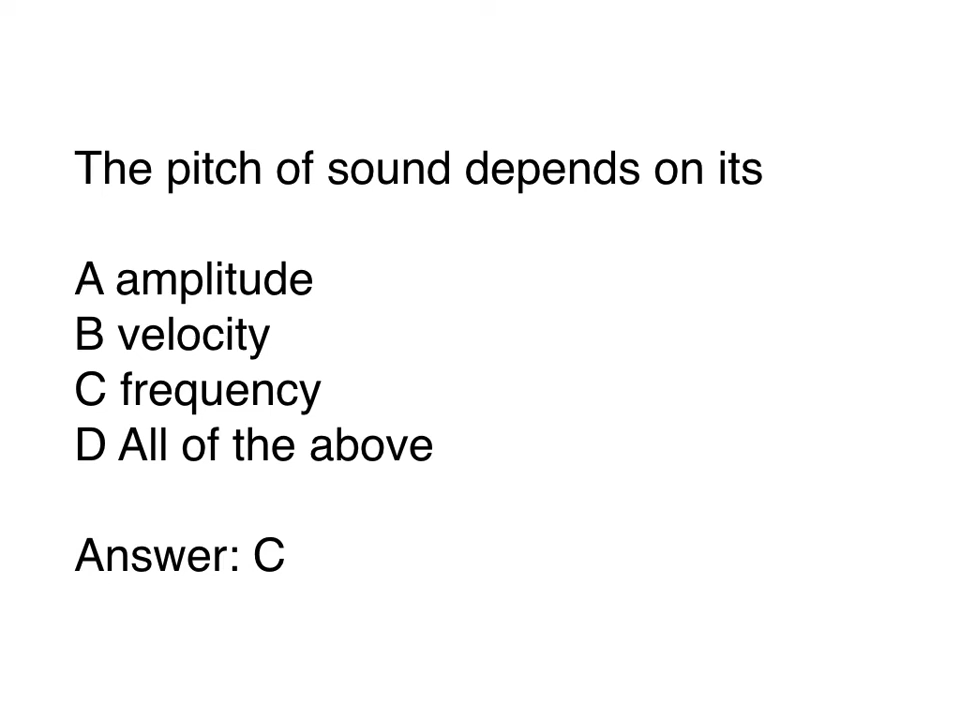 The pitch of sound depends on its
A amplitude
B velocity
C frequency
D All of the above
Answer: C